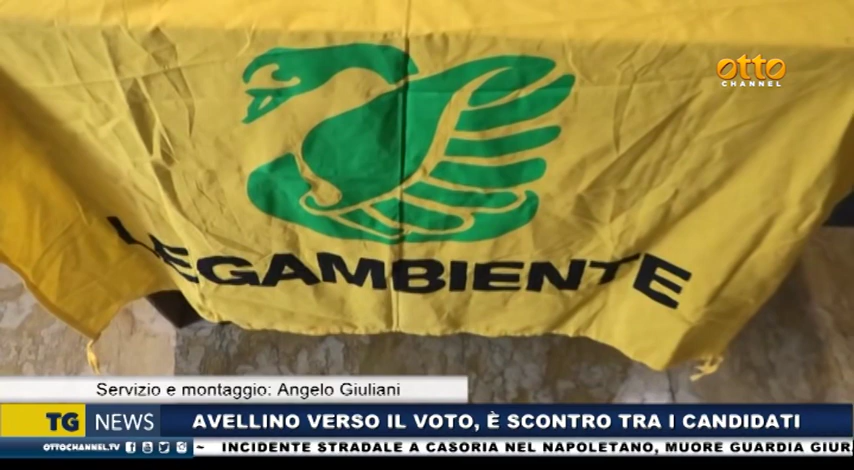 otto
CHANNEL
LEGAMBIENTE
Servizio e montaggio: Angelo Giuliani
TG NEWS AVELLINO VERSO IL VOTO, È SCONTRO TRA I CANDIDATI
OTTOCHANNEL.TV ~ INCIDENTE STRADALE A CASORIA NEL NAPOLETANO, MUORE GUARDIA GIUR